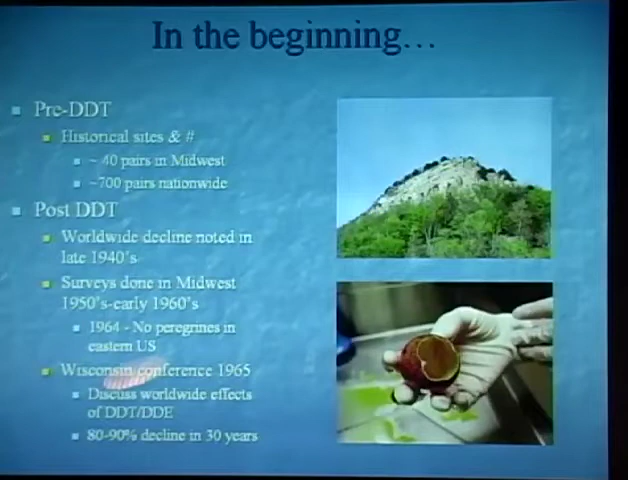 In the beginning…
Pre-DDT
Historical sites & #
~ 40 pairs in Midwest
~700 pairs nationwide
Post DDT
Worldwide decline noted in
late 1940's
Surveys done in Midwest
1950's-early 1960's
1964 - No peregrines in
eastern US
Wisconsin conference 1965
Discuss worldwide effects
of DDT/DDE
80-90% decline in 30 years